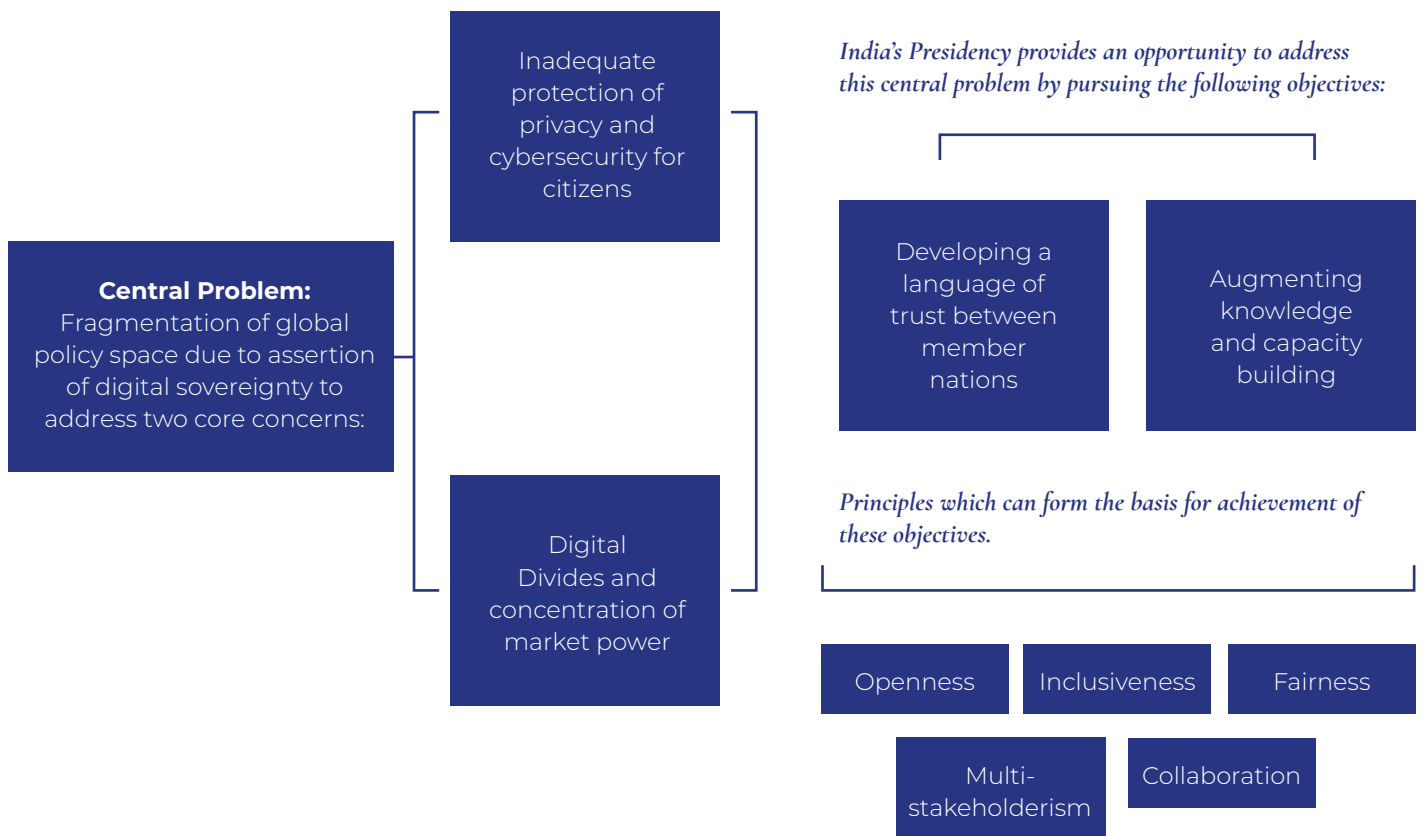 Central Problem:
Fragmentation of global
policy space due to assertion
of digital sovereignty to
address two core concerns:
Inadequate
protection of
privacy and
cybersecurity for
citizens
Digital
Divides and
concentration of
market power
India’s Presidency provides an opportunity to address
this central problem by pursuing the following objectives:
Developing a
language of
trust between
member
nations
Augmenting
knowledge
and capacity
building
Principles which can form the basis for achievement of
these objectives.
Openness
Inclusiveness
Fairness
Multi-
stakeholderism
Collaboration